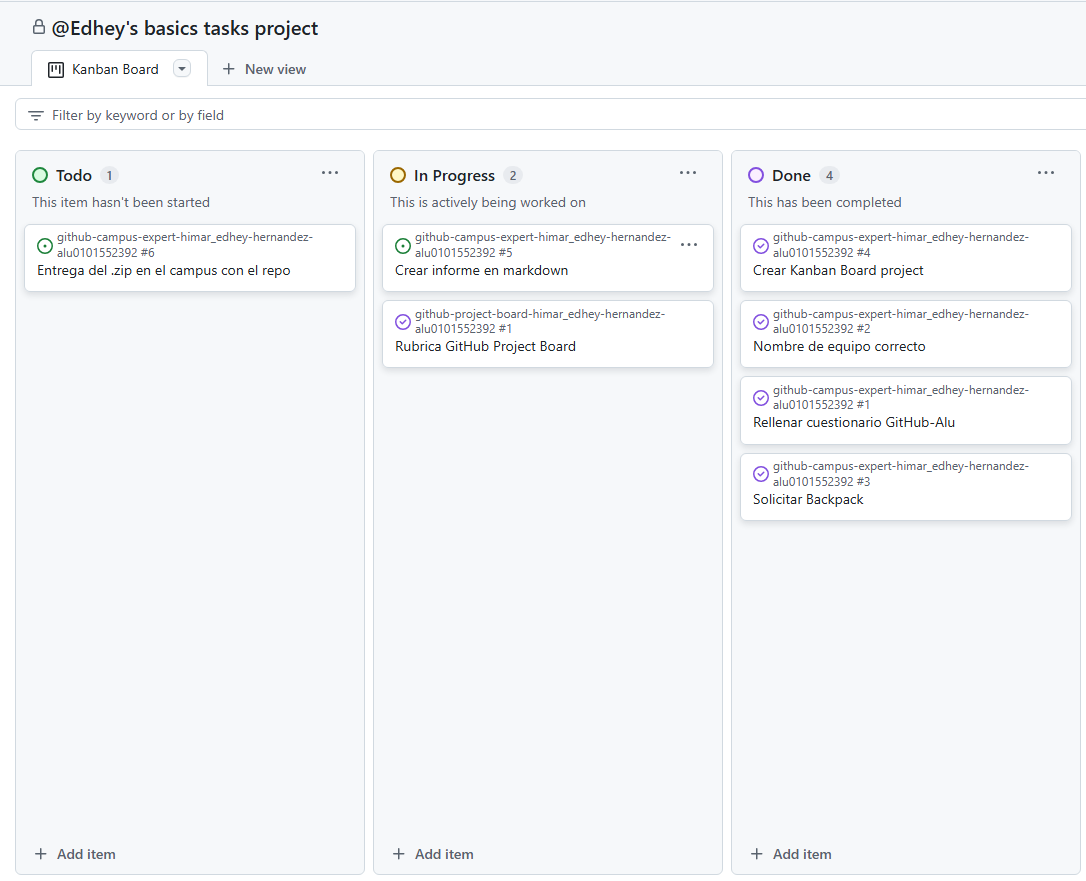 @Edhey's basics tasks project
Kanban Board
New view
Filter by keyword or by field
Todo 1
This item hasn't been started
github-campus-expert-himar_edhey-hernandez-
alu0101552392 #6
Entrega del .zip en el campus con el repo
Add item
In Progress 2
This is actively being worked on
github-campus-expert-himar_edhey-hernandez-
alu0101552392 #5
Crear informe en markdown
github-project-board-himar_edhey-hernandez-
alu0101552392 #1
Rubrica GitHub Project Board
Add item
Done 4
This has been completed
github-campus-expert-himar_edhey-hernandez-
alu0101552392 #4
Crear Kanban Board project
github-campus-expert-himar_edhey-hernandez-
alu0101552392 #2
Nombre de equipo correcto
github-campus-expert-himar_edhey-hernandez-
alu0101552392 #1
Rellenar cuestionario GitHub-Alu
github-campus-expert-himar_edhey-hernandez-
alu0101552392 #3
Solicitar Backpack
Add item